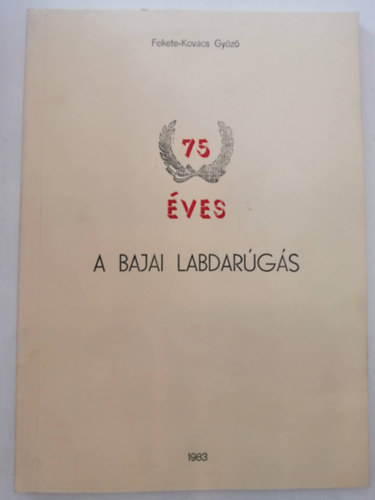 Fekete-Kovács Győző
75
ÉVES
A BAJAI LABDARÚGÁS
1983